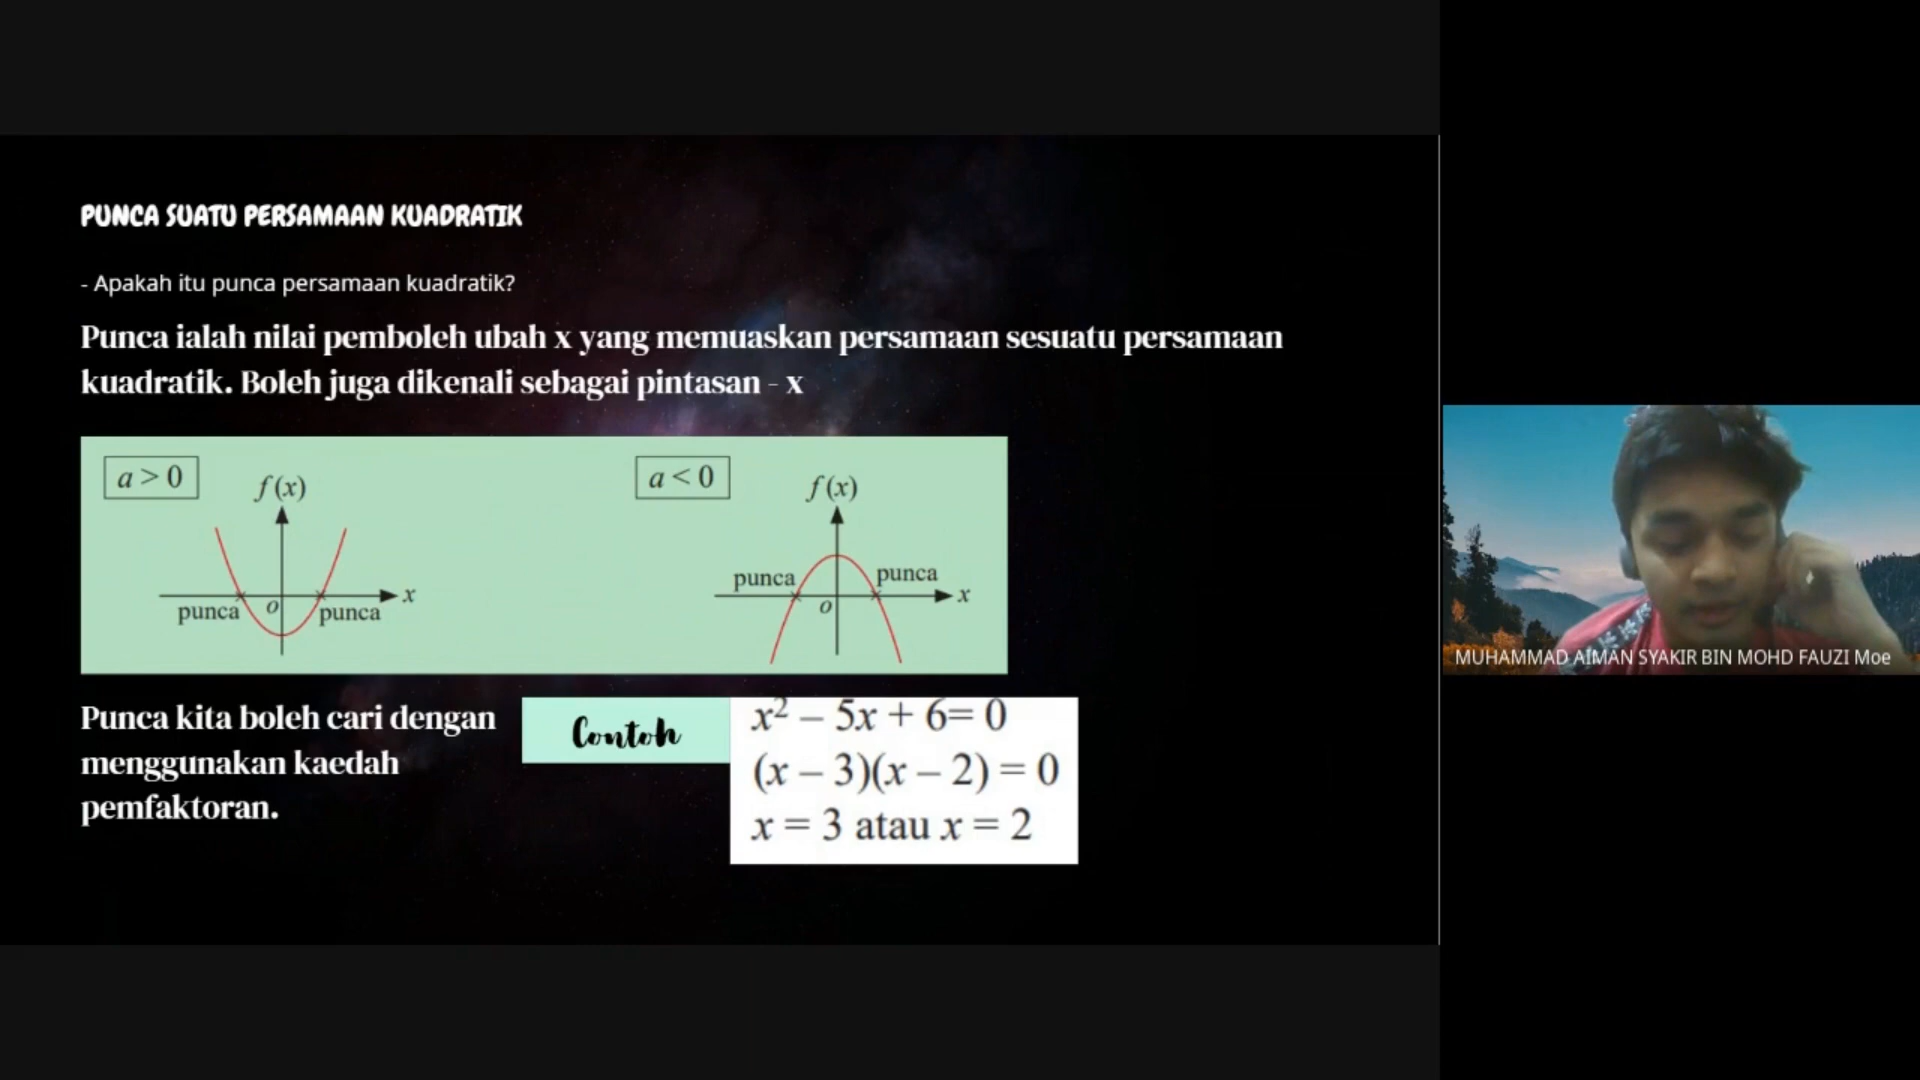 PUNCA SUATU PERSAMAAN KUADRATIK
- Apakah itu punca persamaan kuadratik?
Punca ialah nilai pemboleh ubah x yang memuaskan persamaan sesuatu persamaan
kuadratik. Boleh juga dikenali sebagai pintasan - x
a > 0
f(x)
punca
o
punca
x
a < 0
f(x)
punca
punca
o
x
Punca kita boleh cari dengan
menggunakan kaedah
pemfaktoran.
Contoh
x² – 5x + 6= 0
(x – 3)(x – 2) = 0
x = 3 atau x = 2
MUHAMMAD AIMAN SYAKIR BIN MOHD FAUZI Moe